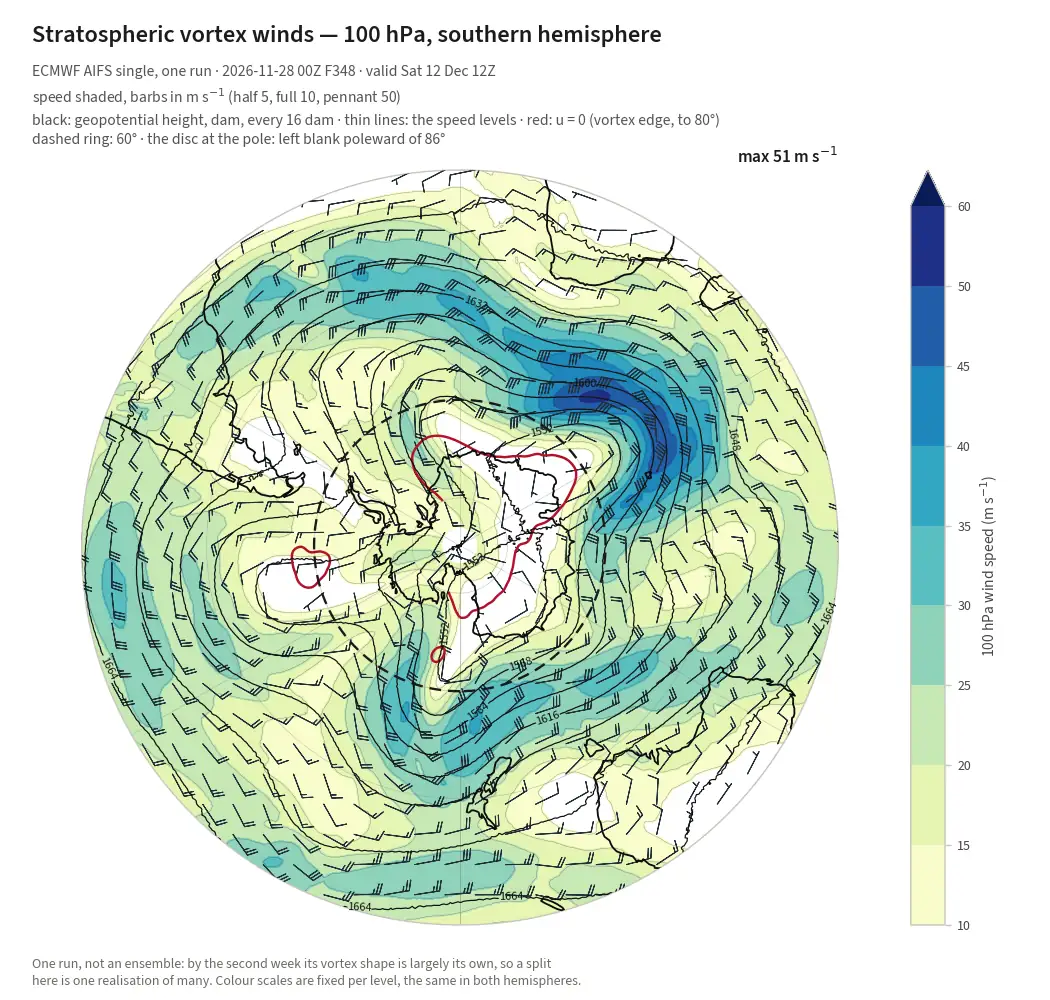 Stratospheric vortex winds — 100 hPa, southern hemisphere
ECMWF AIFS single, one run · 2026-11-28 00Z F348 · valid Sat 12 Dec 12Z
speed shaded, barbs in m s⁻¹ (half 5, full 10, pennant 50)
black: geopotential height, dam, every 16 dam · thin lines: the speed levels · red: u = 0 (vortex edge, to 80°)
dashed ring: 60° · the disc at the pole: left blank poleward of 86°
max 51 m s⁻¹
60
50
45
40
35
30
25
20
15
10
100 hPa wind speed (m s⁻¹)
1632
1600
1648
1552
1568
1584
1616
1664
1664
1664
1664
One run, not an ensemble: by the second week its vortex shape is largely its own, so a split
here is one realisation of many. Colour scales are fixed per level, the same in both hemispheres.